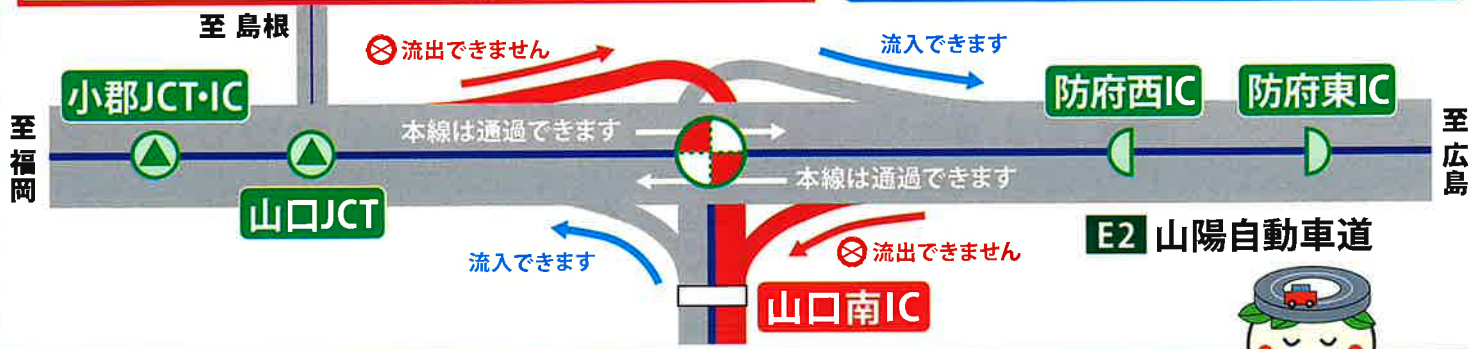 至 島根
流出できません
流入できます
小郡JCT・IC
防府西IC
防府東IC
至福岡
本線は通過できます
至広島
本線は通過できます
山口JCT
E2 山陽自動車道
流入できます
流出できません
山口南IC